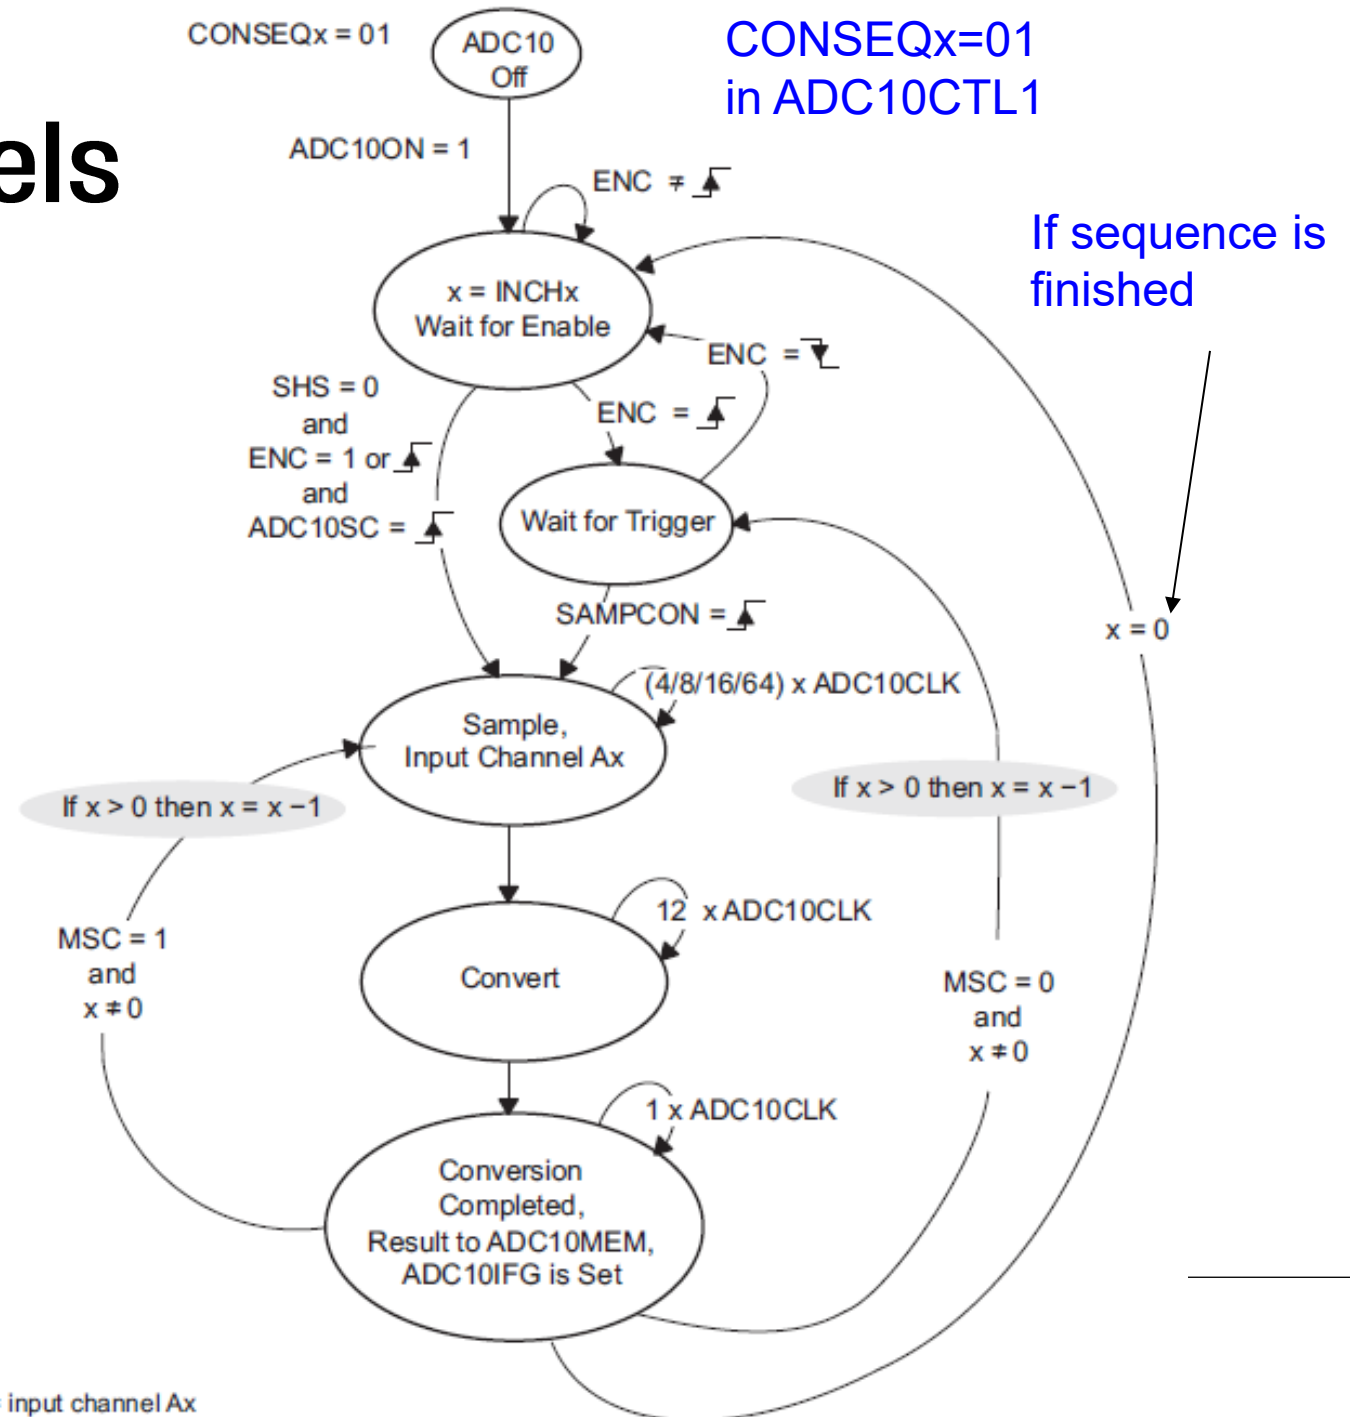 CONSEQx = 01
ADC10
Off
CONSEQx=01
in ADC10CTL1
els
ADC10ON = 1
ENC ≠
If sequence is
finished
x = INCHx
Wait for Enable
ENC =
SHS = 0
and
ENC = 1 or
and
ADC10SC =
ENC =
Wait for Trigger
SAMPCON =
x = 0
(4/8/16/64) x ADC10CLK
Sample,
Input Channel Ax
If x > 0 then x = x −1
If x > 0 then x = x −1
12 x ADC10CLK
MSC = 1
and
x ≠ 0
Convert
MSC = 0
and
x ≠ 0
1 x ADC10CLK
Conversion
Completed,
Result to ADC10MEM,
ADC10IFG is Set
input channel Ax